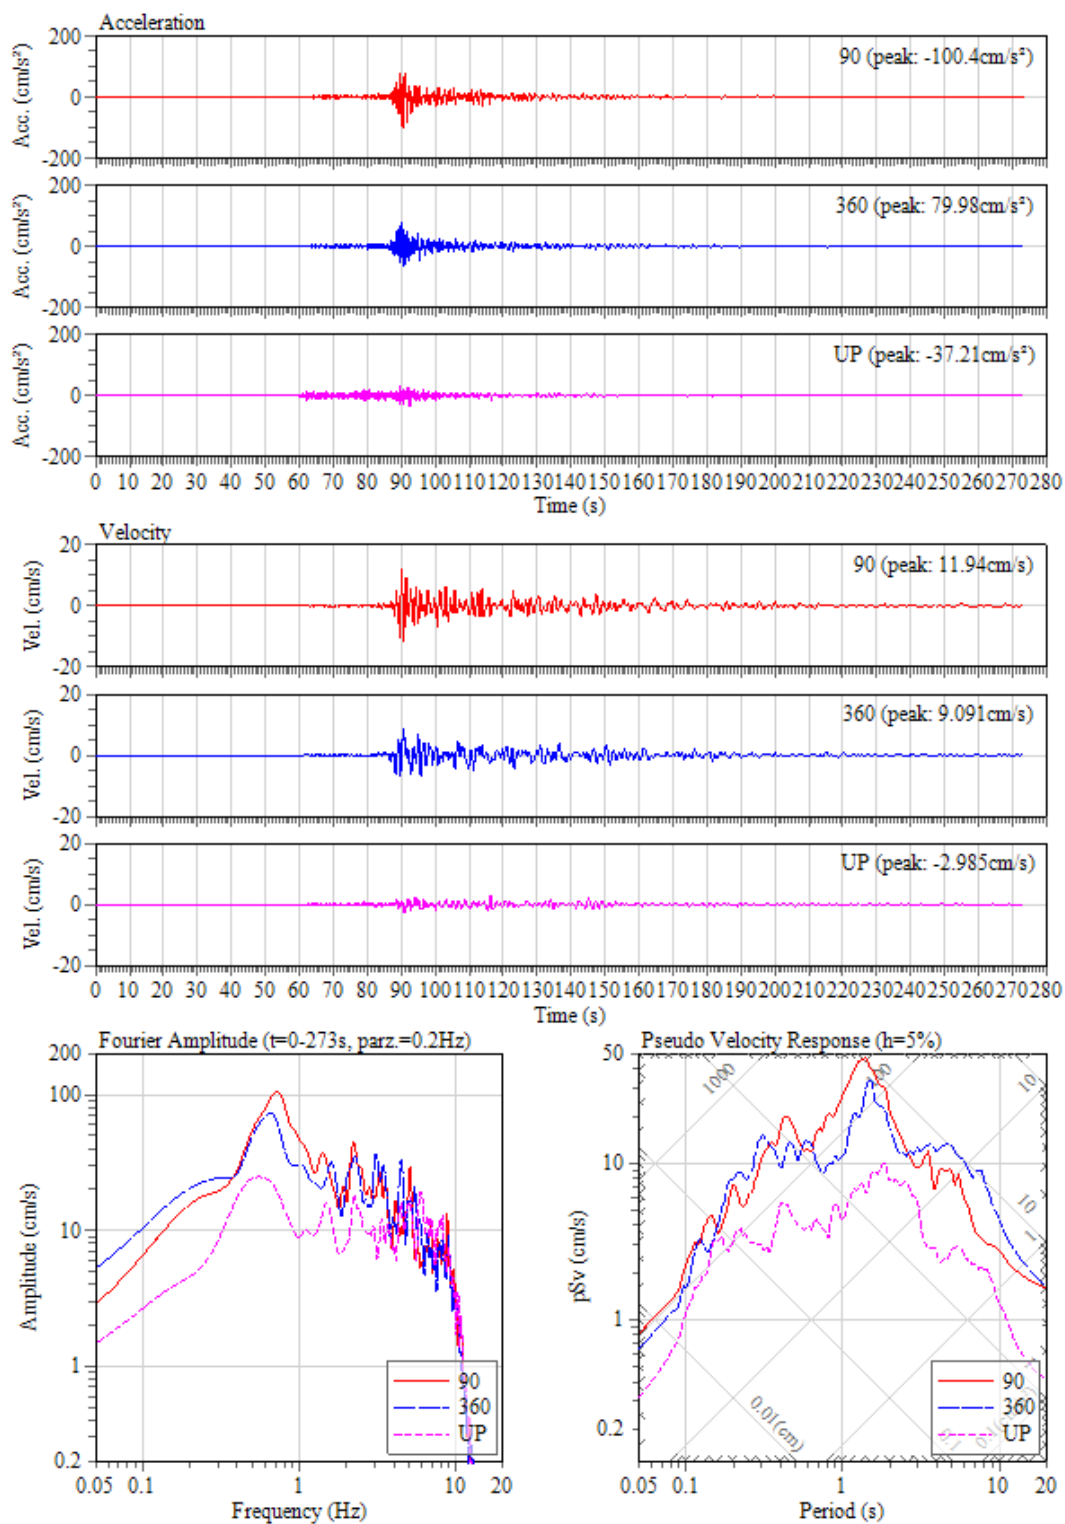 Acceleration
200
0
-200
Acc. (cm/s²)
90 (peak: -100.4cm/s²)
200
0
-200
Acc. (cm/s²)
360 (peak: 79.98cm/s²)
200
0
-200
Acc. (cm/s²)
UP (peak: -37.21cm/s²)
0 10 20 30 40 50 60 70 80 90 100 110 120 130 140 150 160 170 180 190 200 210 220 230 240 250 260 270 280
Time (s)
Velocity
20
0
-20
Vel. (cm/s)
90 (peak: 11.94cm/s)
20
0
-20
Vel. (cm/s)
360 (peak: 9.091cm/s)
20
0
-20
Vel. (cm/s)
UP (peak: -2.985cm/s)
0 10 20 30 40 50 60 70 80 90 100 110 120 130 140 150 160 170 180 190 200 210 220 230 240 250 260 270 280
Time (s)
Fourier Amplitude (t=0-273s, parz.=0.2Hz)
200
100
10
1
0.2
Amplitude (cm/s)
90
360
UP
0.05 0.1 1 10 20
Frequency (Hz)
Pseudo Velocity Response (h=5%)
50
10
1
0.2
pSv (cm/s)
1000
100
10
10
1
1
0.01(cm)
0.1
90
360
UP
0.05 0.1 1 10 20
Period (s)